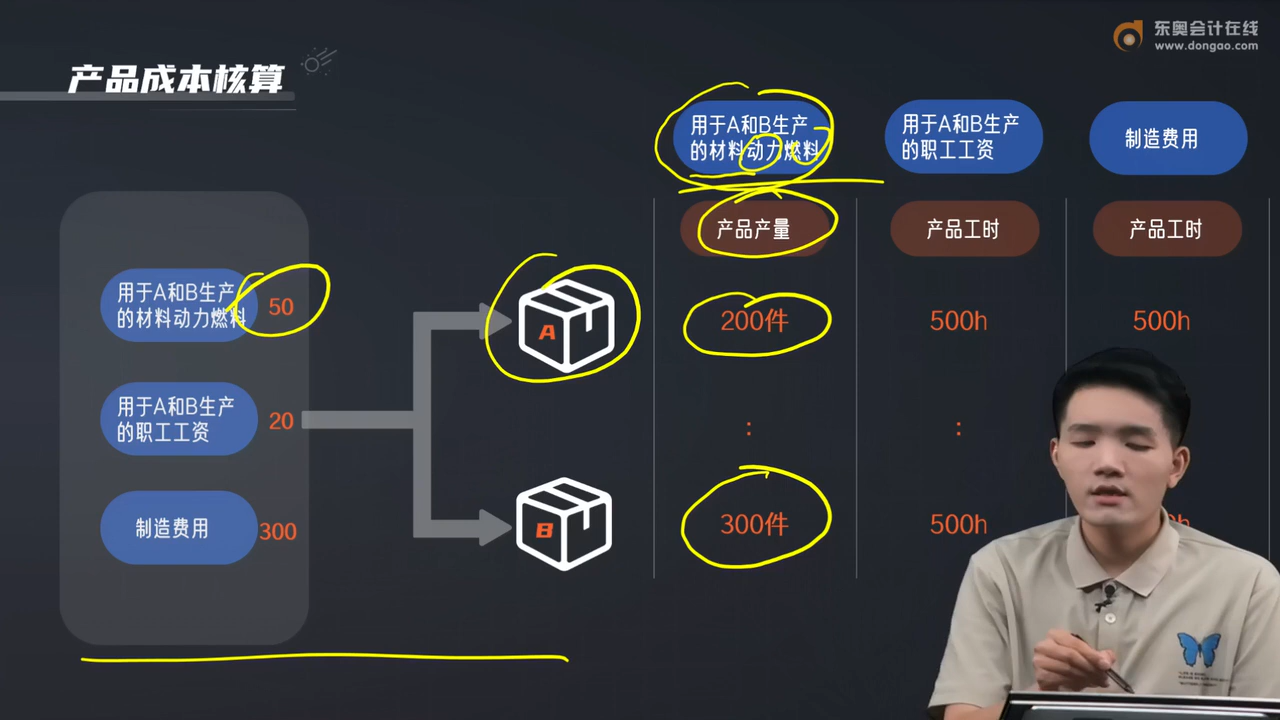 东奥会计在线
www.dongao.com
产品成本核算
用于A和B生产
的材料动力燃料
50
用于A和B生产
的职工工资
20
制造费用
300
A
B
用于A和B生产
的材料动力燃料
产品产量
200件
:
300件
用于A和B生产
的职工工资
产品工时
500h
:
500h
制造费用
产品工时
500h